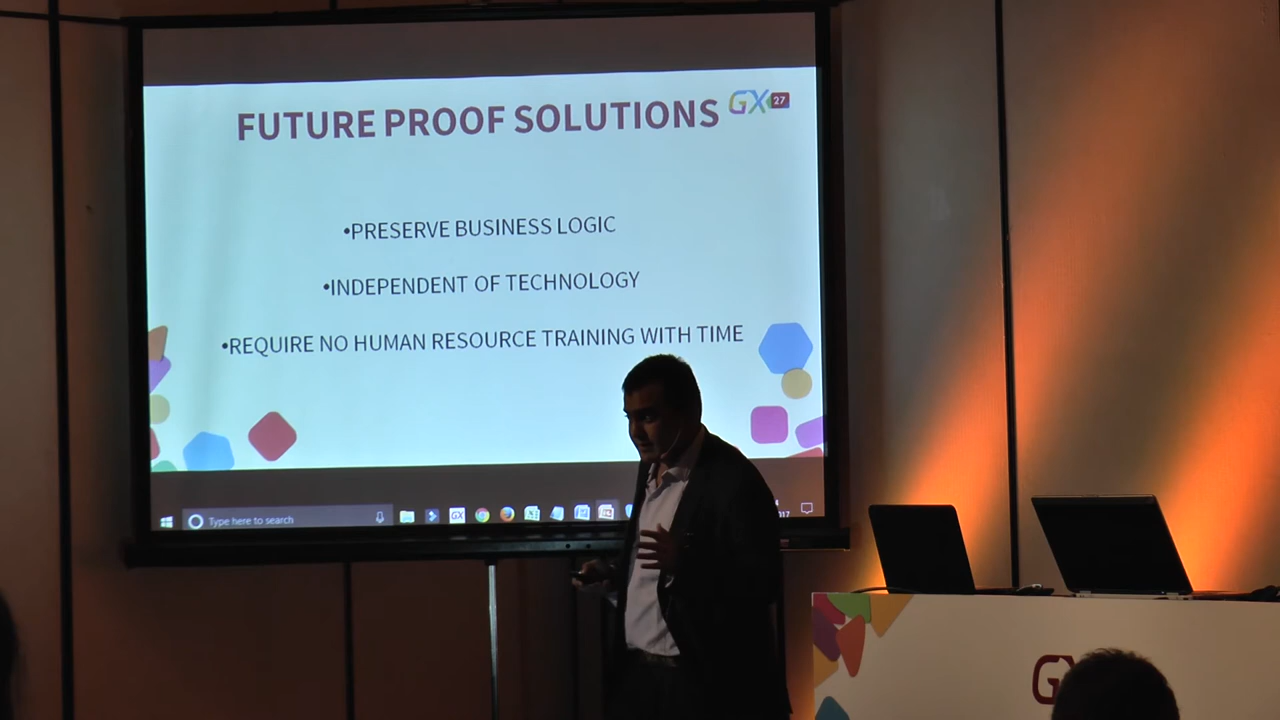 FUTURE PROOF SOLUTIONS
GX 27
•PRESERVE BUSINESS LOGIC
•INDEPENDENT OF TECHNOLOGY
•REQUIRE NO HUMAN RESOURCE TRAINING WITH TIME
Type here to search
GX